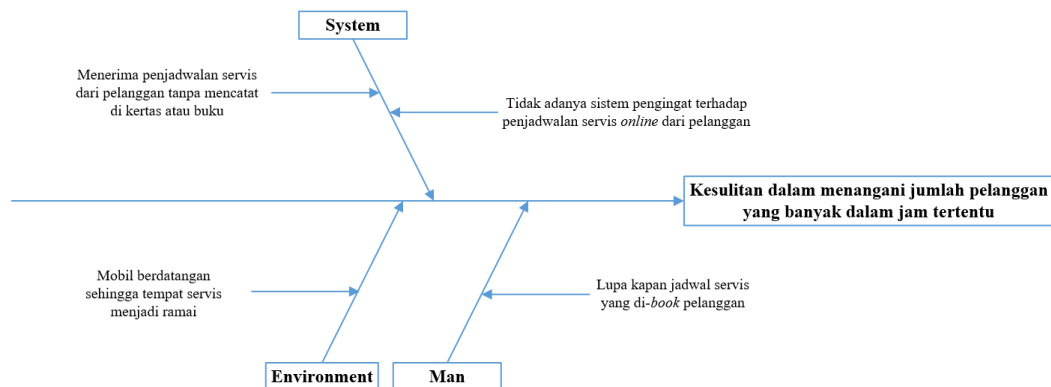 System
Menerima penjadwalan servis
dari pelanggan tanpa mencatat
di kertas atau buku
Tidak adanya sistem pengingat terhadap
penjadwalan servis online dari pelanggan
Kesulitan dalam menangani jumlah pelanggan
yang banyak dalam jam tertentu
Mobil berdatangan
sehingga tempat servis
menjadi ramai
Lupa kapan jadwal servis
yang di-book pelanggan
Environment
Man